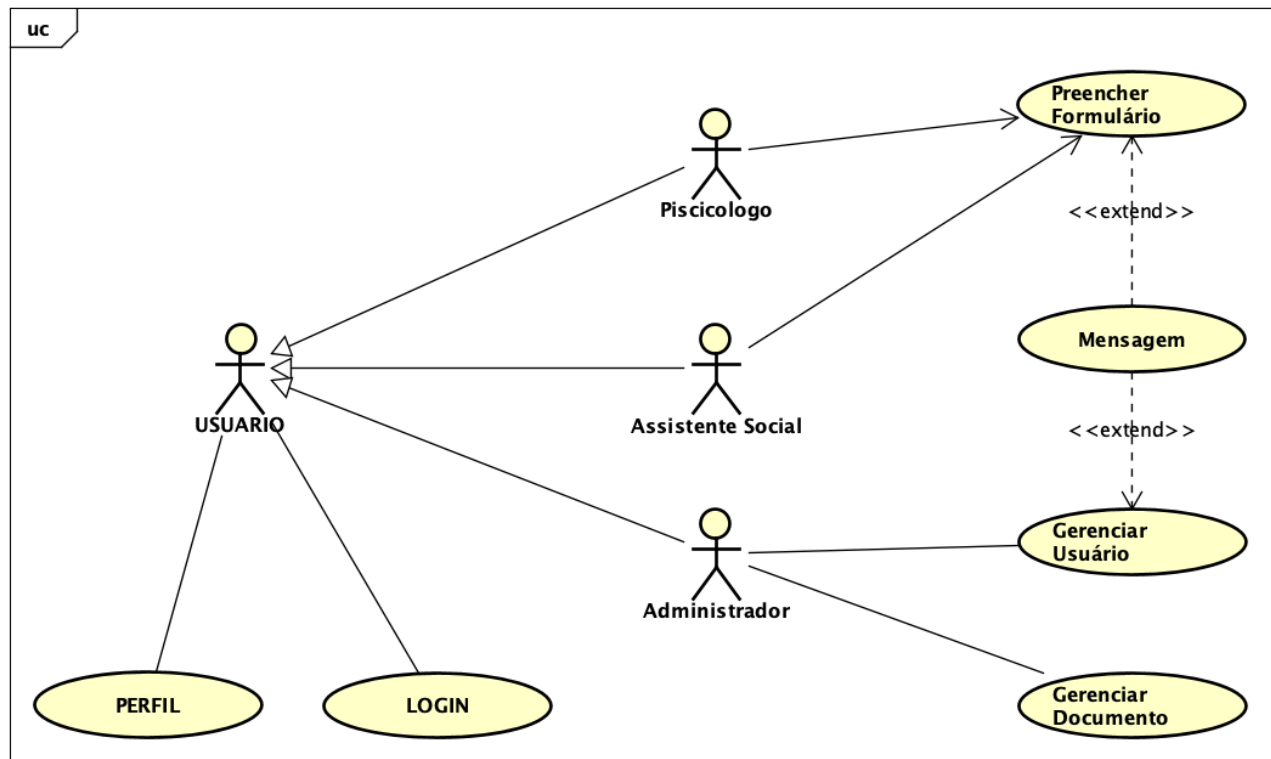 uc
Preencher
Formulário
Piscicologo
<<extend>>
Mensagem
USUARIO
Assistente Social
<<extend>>
Gerenciar
Usuário
Administrador
PERFIL
LOGIN
Gerenciar
Documento